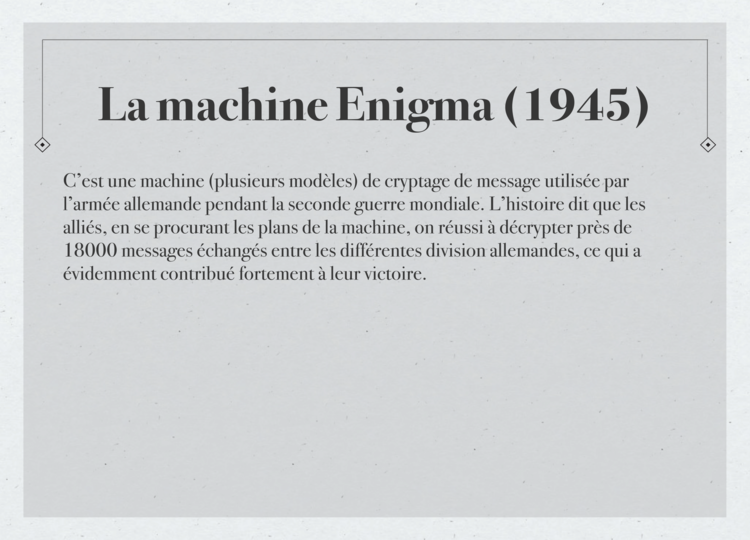 La machine Enigma (1945)
C’est une machine (plusieurs modèles) de cryptage de message utilisée par
l’armée allemande pendant la seconde guerre mondiale. L’histoire dit que les
alliés, en se procurant les plans de la machine, on réussi à décrypter près de
18000 messages échangés entre les différentes division allemandes, ce qui a
évidemment contribué fortement à leur victoire.